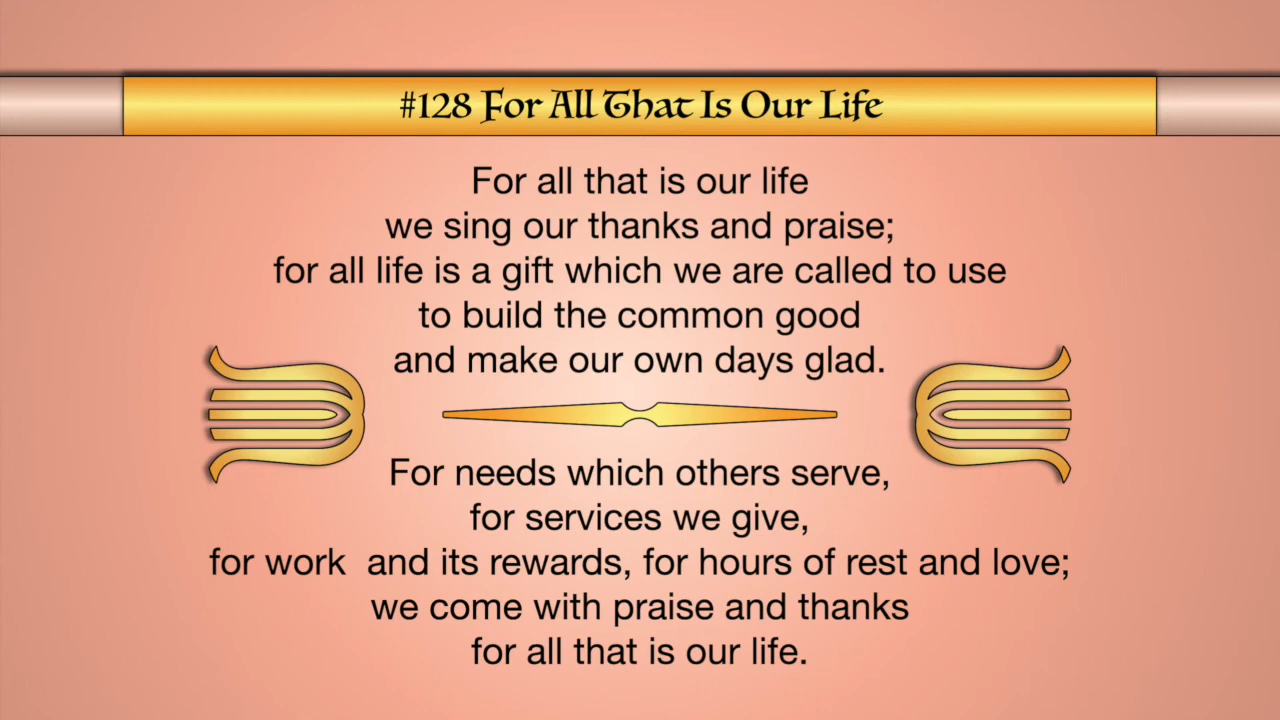 #128 For All That Is Our Life
For all that is our life
we sing our thanks and praise;
for all life is a gift which we are called to use
to build the common good
and make our own days glad.
For needs which others serve,
for services we give,
for work  and its rewards, for hours of rest and love;
we come with praise and thanks
for all that is our life.